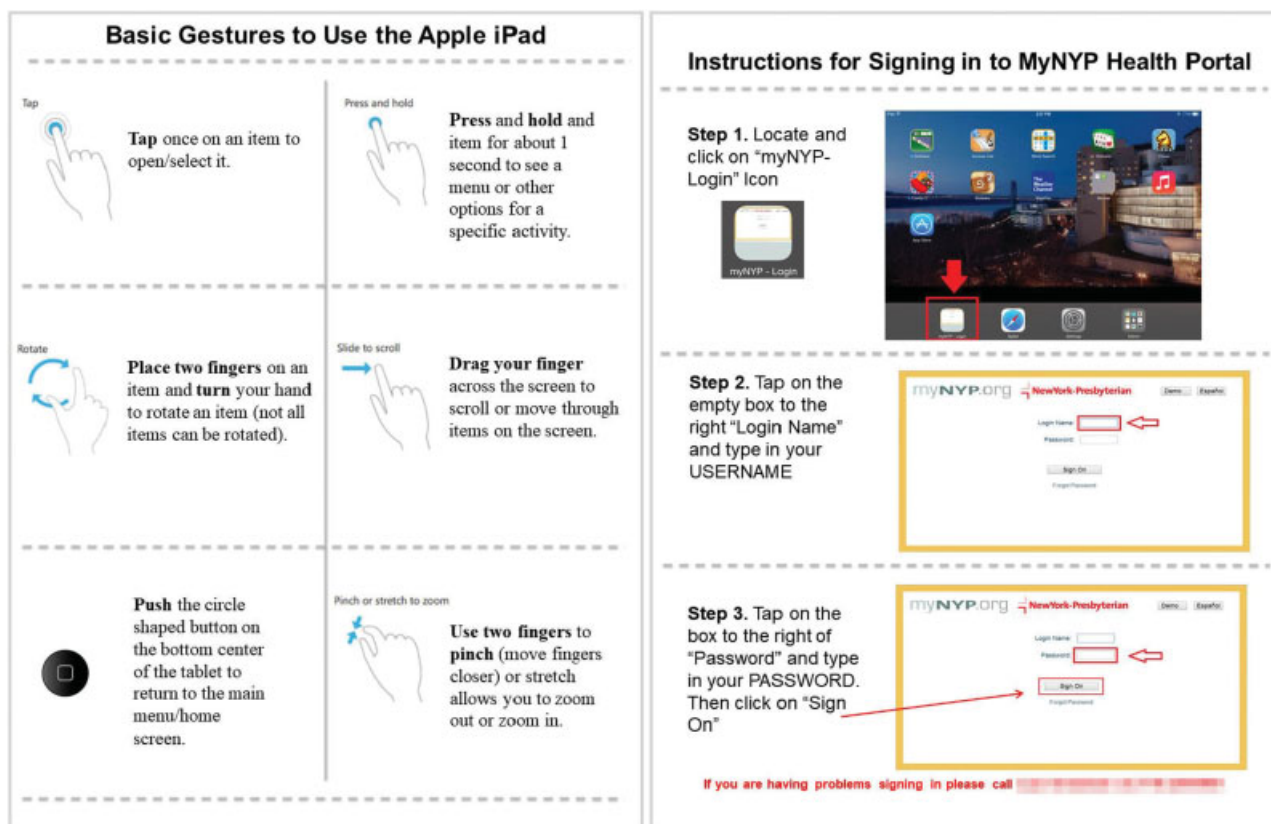 Basic Gestures to Use the Apple iPad
Tap
Tap once on an item to
open/select it.
Press and hold
Press and hold and
item for about 1
second to see a
menu or other
options for a
specific activity.
Rotate
Place two fingers on an
item and turn your hand
to rotate an item (not all
items can be rotated).
Slide to scroll
Drag your finger
across the screen to
scroll or move through
items on the screen.
Push the circle
shaped button on
the bottom center
of the tablet to
return to the main
menu/home
screen.
Pinch or stretch to zoom
Use two fingers to
pinch (move fingers
closer) or stretch
allows you to zoom
out or zoom in.
Instructions for Signing in to MyNYP Health Portal
Step 1. Locate and
click on “myNYP-
Login” Icon
myNYP - Login
The
Weather
Channel
App Store
myNYP - Login
Step 2. Tap on the
empty box to the
right “Login Name”
and type in your
USERNAME
myNYP.org NewYork-Presbyterian Demo Español
Login Name:
Password:
Sign On
Forgot Password
Step 3. Tap on the
box to the right of
“Password” and type
in your PASSWORD.
Then click on “Sign
On”
myNYP.org NewYork-Presbyterian Demo Español
Login Name:
Password:
Sign On
Forgot Password
If you are having problems signing in please call